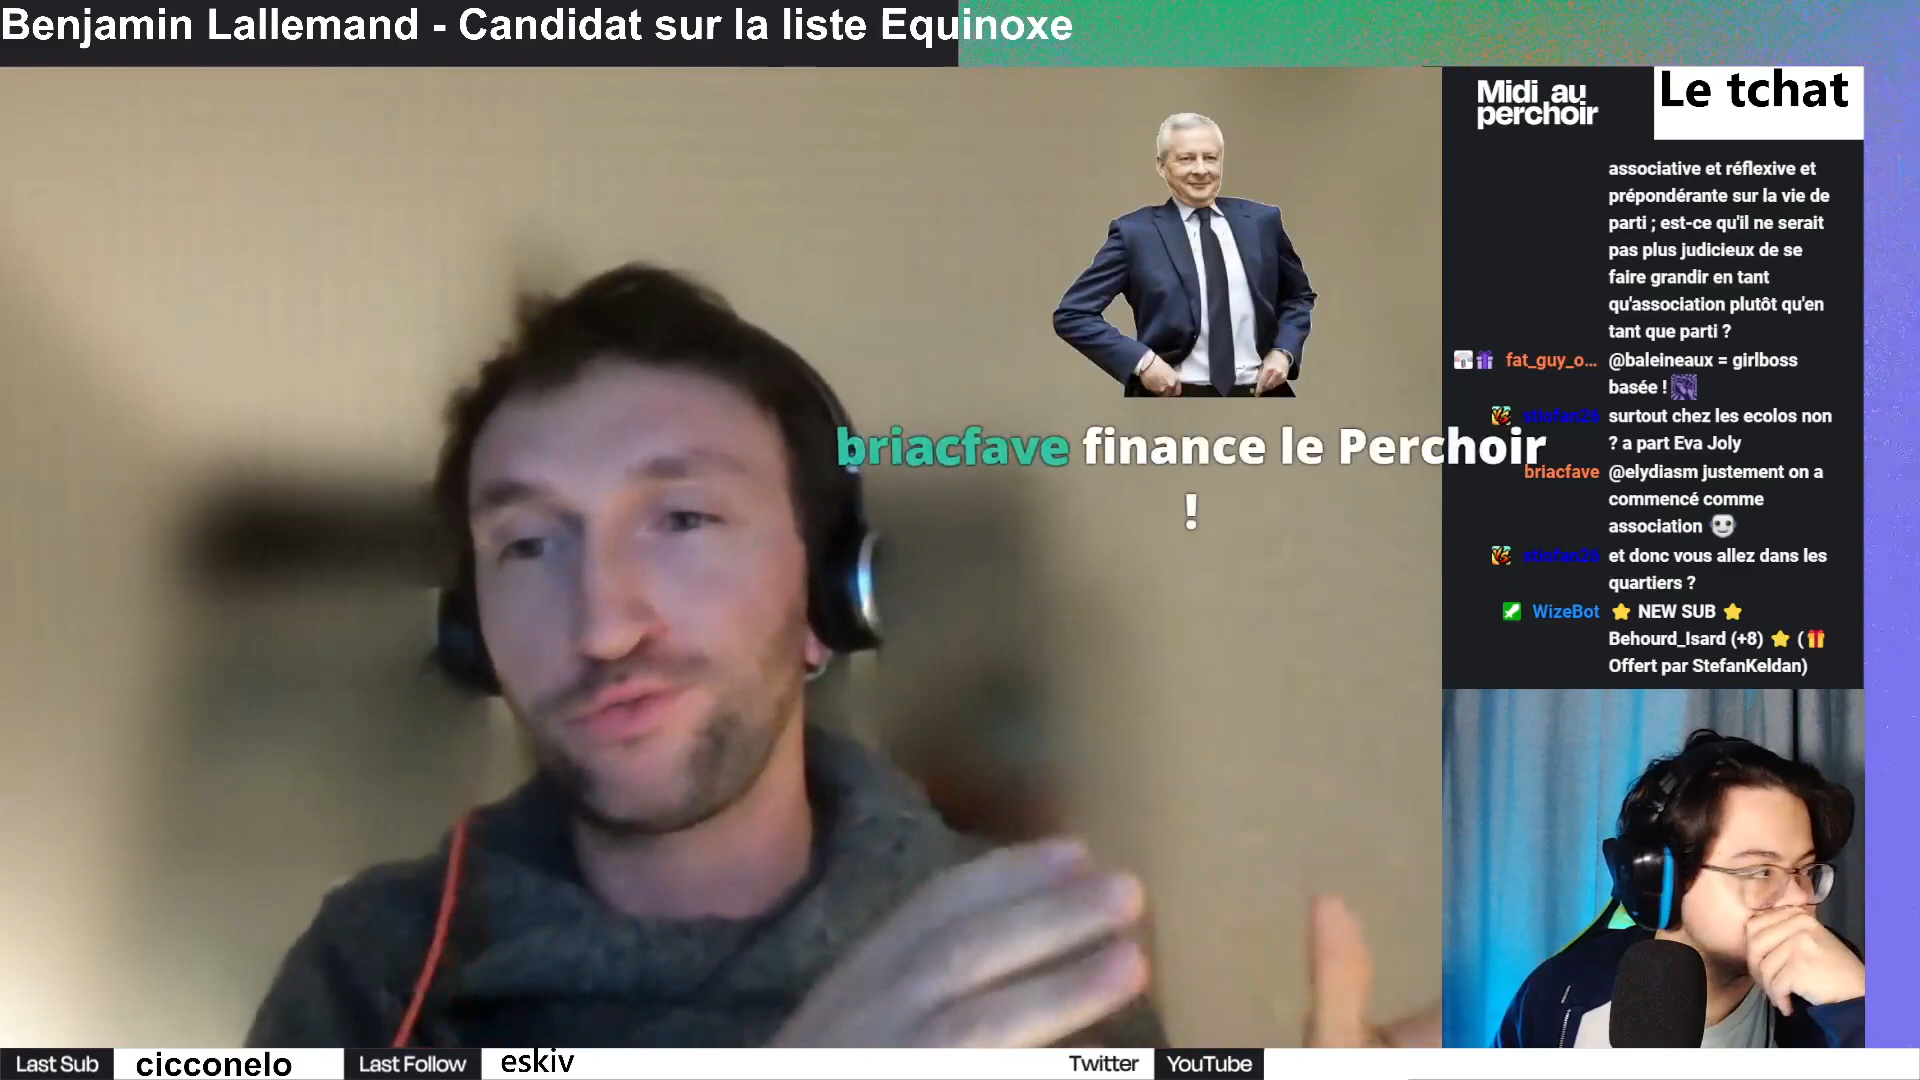 Benjamin Lallemand - Candidat sur la liste Equinoxe
Midi au
perchoir
Le tchat
associative et réflexive et
prépondérante sur la vie de
parti ; est-ce qu'il ne serait
pas plus judicieux de se
faire grandir en tant
qu'association plutôt qu'en
tant que parti ?
fat_guy_o... @baleineaux = girlboss
basée !
stiofan26 surtout chez les ecolos non
? a part Eva Joly
briacfave @elydiasm justement on a
commencé comme
association
stiofan26 et donc vous allez dans les
quartiers ?
WizeBot ⭐ NEW SUB ⭐
Behourd_Isard (+8) ⭐ (🎁
Offert par StefanKeldan)
briacfave finance le Perchoir
!
Last Sub cicconelo Last Follow eskiv Twitter YouTube